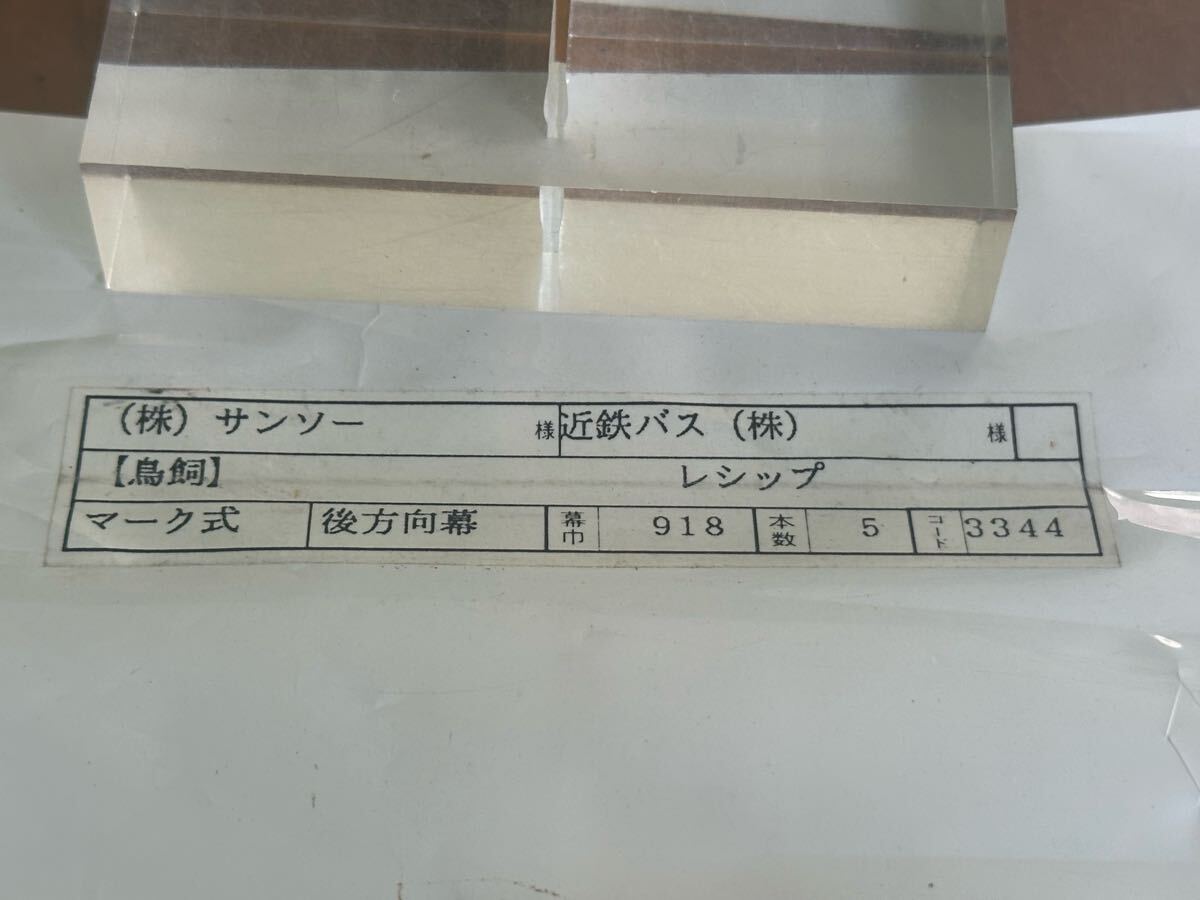 (株)サンソー 様 近鉄バス(株) 様
【鳥飼】 レシップ
マーク式 後方向幕 幕巾 918 本数 5 コード 3344